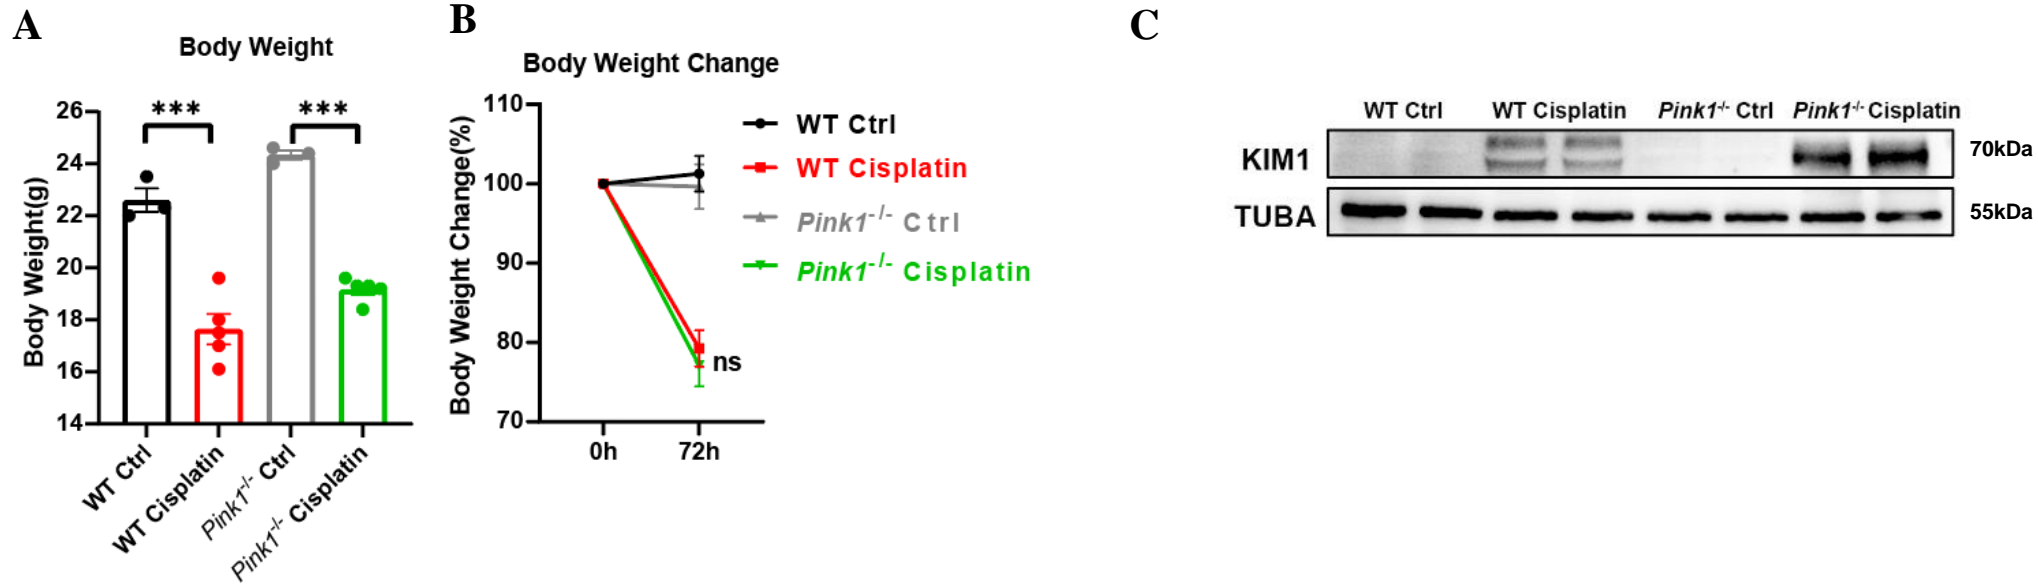 A
Body Weight
Body Weight(g)
26
24
22
20
18
16
14
***
***
WT Ctrl
WT Cisplatin
Pink1-/- Ctrl
Pink1-/- Cisplatin
B
Body Weight Change
Body Weight Change(%)
110
100
90
80
70
0h
72h
ns
WT Ctrl
WT Cisplatin
Pink1-/- Ctrl
Pink1-/- Cisplatin
C
WT Ctrl
WT Cisplatin
Pink1-/- Ctrl
Pink1-/- Cisplatin
KIM1
70kDa
TUBA
55kDa